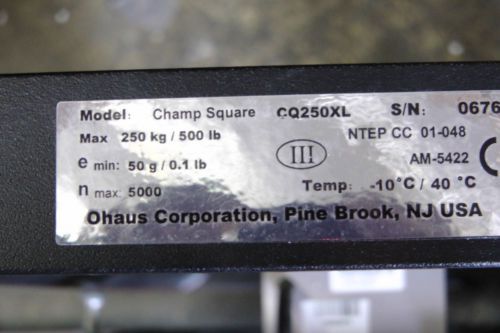 Model: Champ Square CQ250XL S/N: 0676
Max 250 kg / 500 lb NTEP CC 01-048
e min: 50 g / 0.1 lb III AM-5422
n max: 5000 Temp: -10°C / 40 °C
Ohaus Corporation, Pine Brook, NJ USA